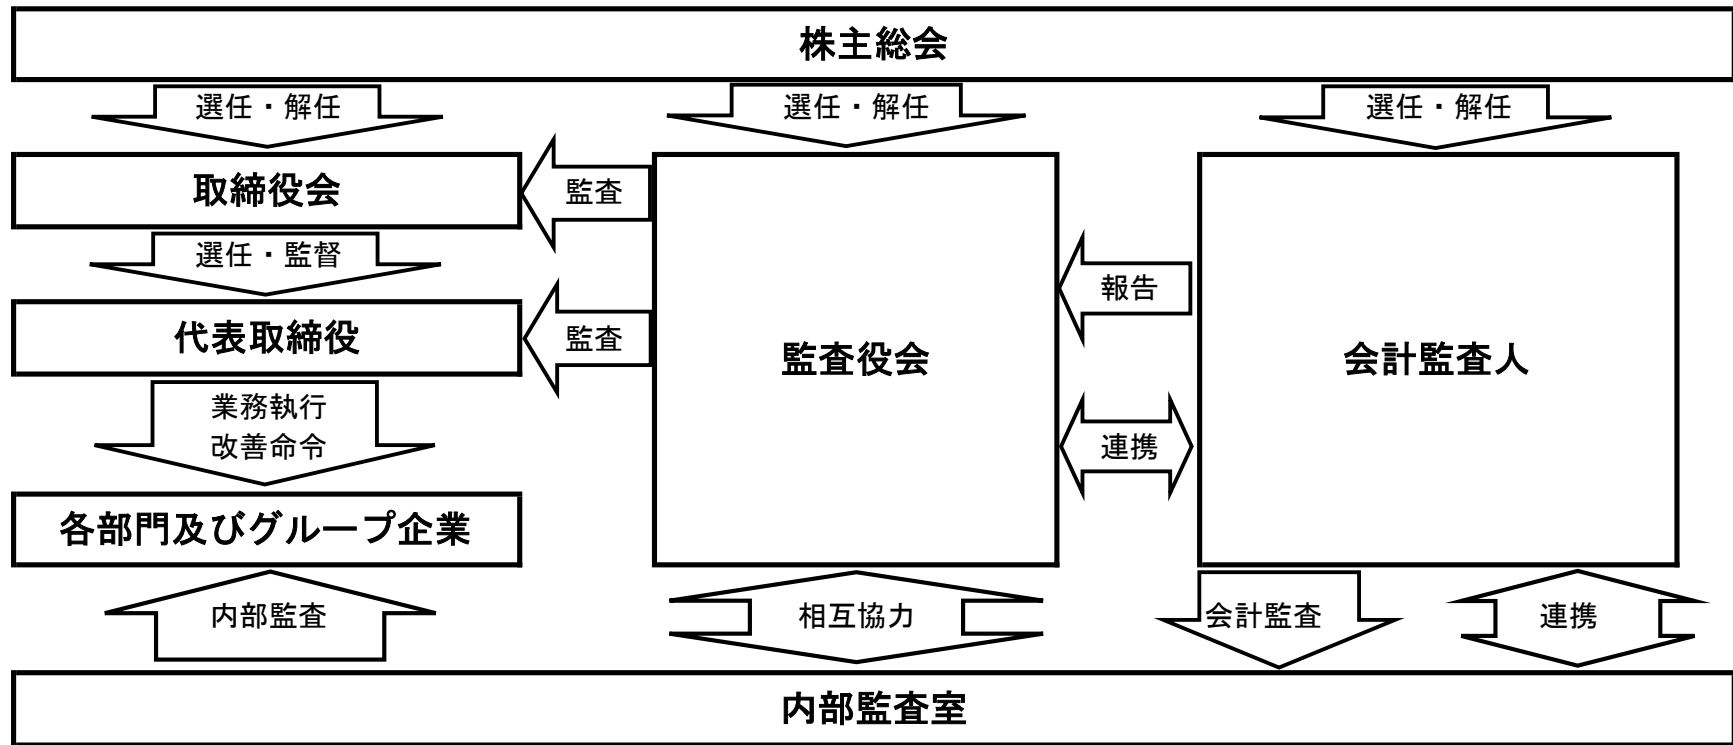 株主総会
選任・解任
選任・解任
選任・解任
取締役会
監査
選任・監督
報告
代表取締役
監査
監査役会
会計監査人
業務執行
改善命令
連携
各部門及びグループ企業
内部監査
相互協力
会計監査
連携
内部監査室